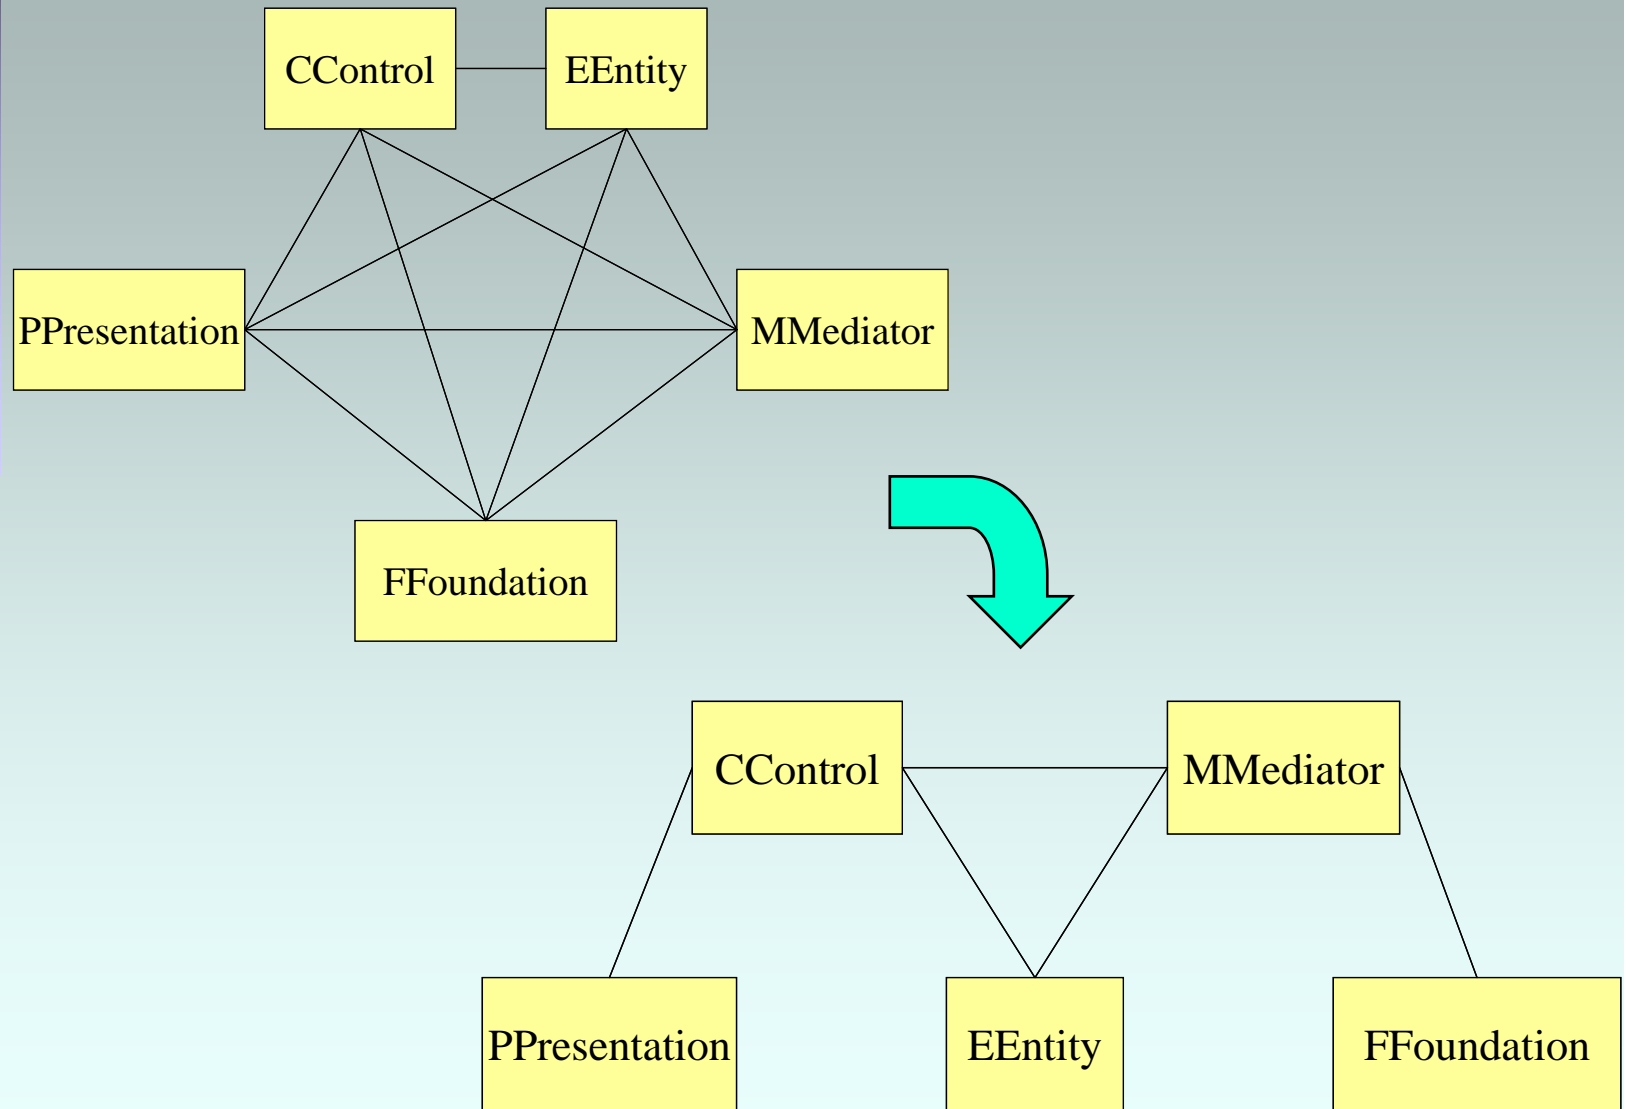 CControl
EEntity
PPresentation
MMediator
FFoundation
CControl
MMediator
PPresentation
EEntity
FFoundation